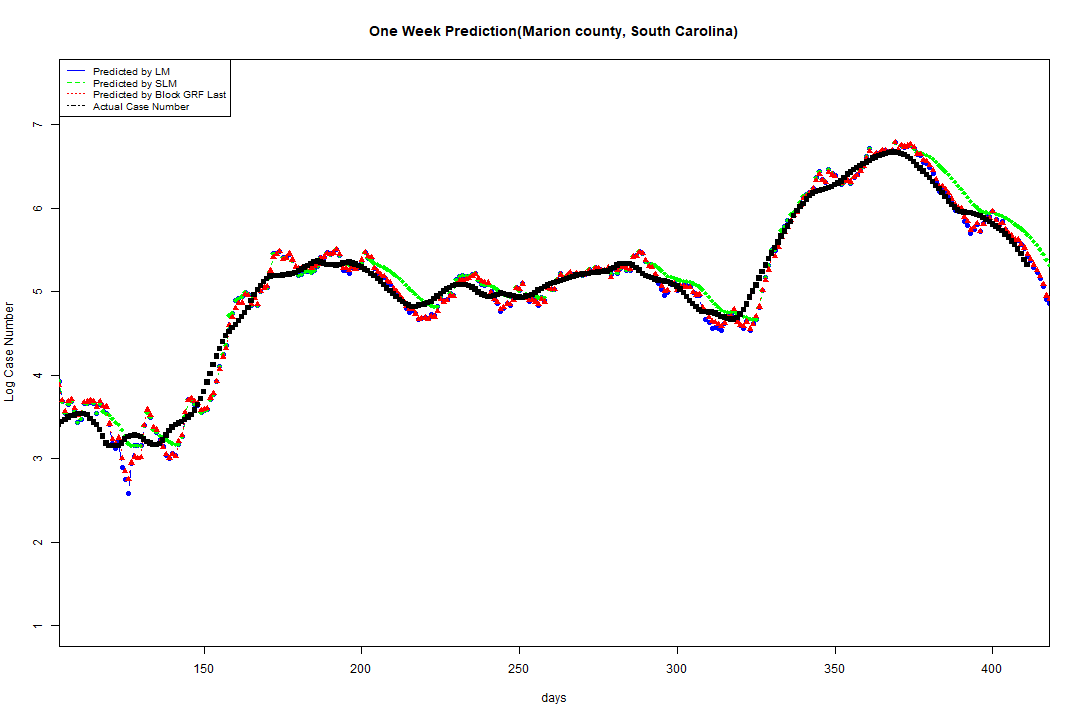 One Week Prediction(Marion county, South Carolina)
Predicted by LM
Predicted by SLM
Predicted by Block GRF Last
Actual Case Number
7
6
5
4
3
2
1
Log Case Number
150 200 250 300 350 400
days